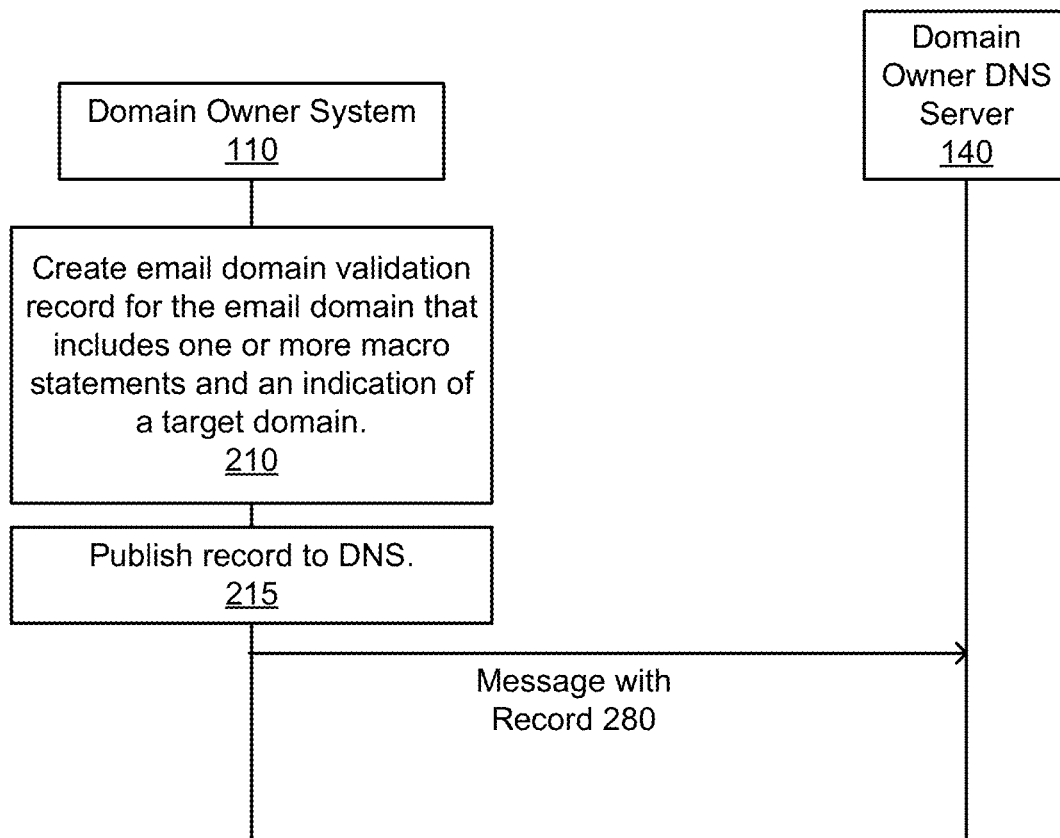 Domain
Owner DNS
Server
140
Domain Owner System
110
Create email domain validation
record for the email domain that
includes one or more macro
statements and an indication of
a target domain.
210
Publish record to DNS.
215
Message with
Record 280